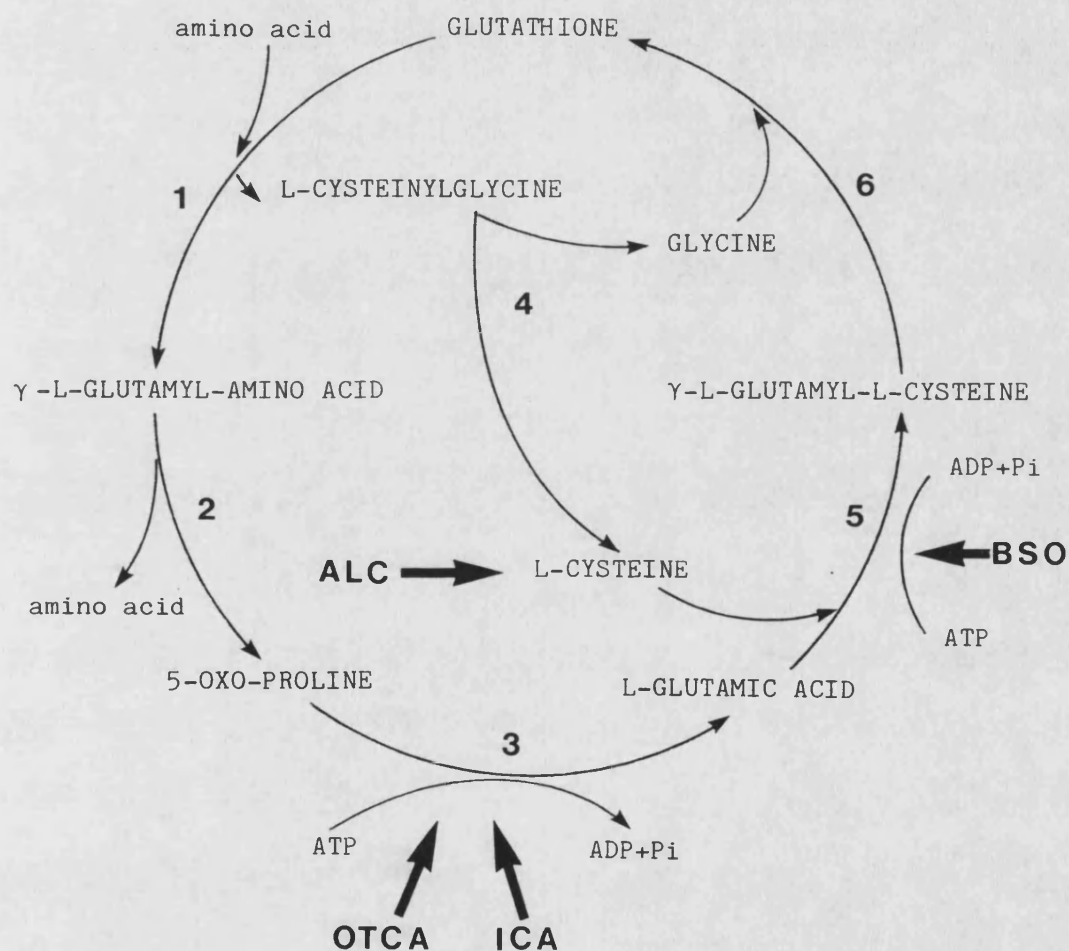 amino acid
GLUTATHIONE
1
L-CYSTEINYLGLYCINE
6
GLYCINE
4
γ-L-GLUTAMYL-AMINO ACID
γ-L-GLUTAMYL-L-CYSTEINE
ADP+Pi
2
5
ALC
L-CYSTEINE
BSO
amino acid
ATP
5-OXO-PROLINE
L-GLUTAMIC ACID
3
ATP
ADP+Pi
OTCA
ICA